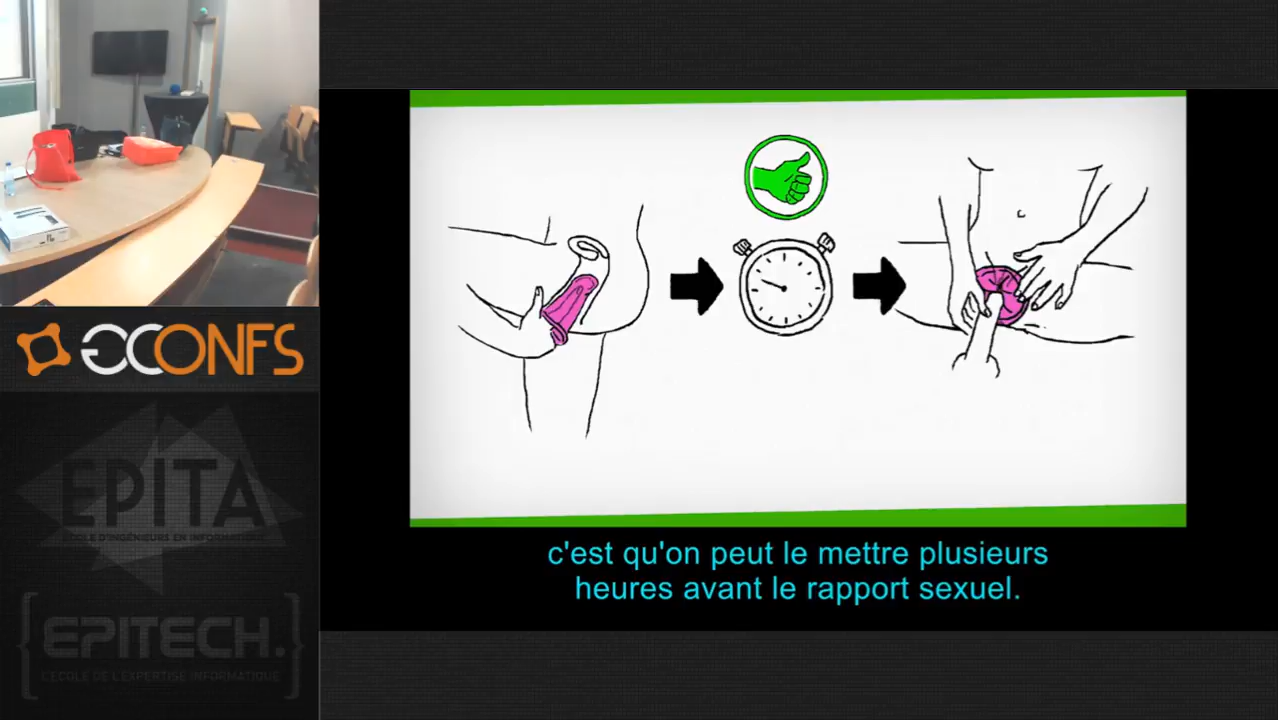 CONFS
EPITA
ÉCOLE D'INGÉNIEURS EN INFORMATIQUE
{EPITECH.}
L'ÉCOLE DE L'EXPERTISE INFORMATIQUE
c'est qu'on peut le mettre plusieurs
heures avant le rapport sexuel.